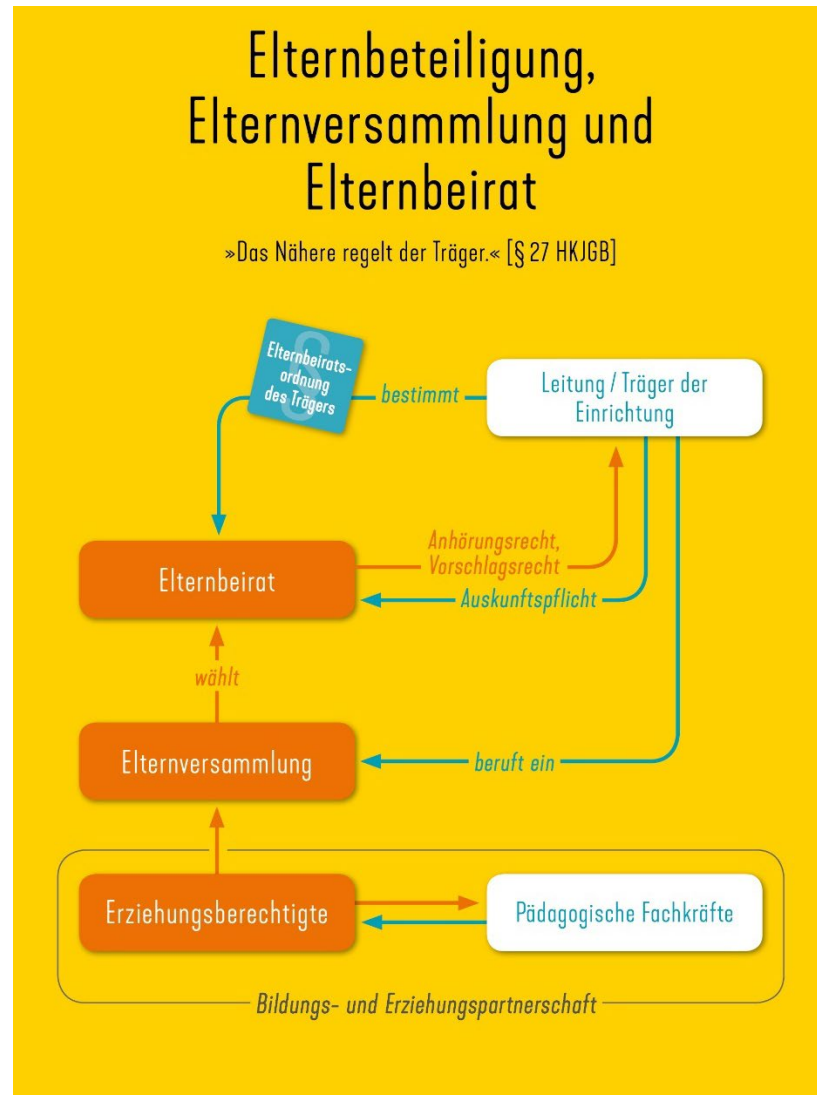 Elternbeteiligung,
Elternversammlung und
Elternbeirat
»Das Nähere regelt der Träger.« [§ 27 HKJGB]
§
Elternbeirats-
ordnung
des Trägers
bestimmt
Leitung / Träger der
Einrichtung
Elternbeirat
Anhörungsrecht,
Vorschlagsrecht
Auskunftspflicht
wählt
Elternversammlung
beruft ein
Erziehungsberechtigte
Pädagogische Fachkräfte
Bildungs- und Erziehungspartnerschaft